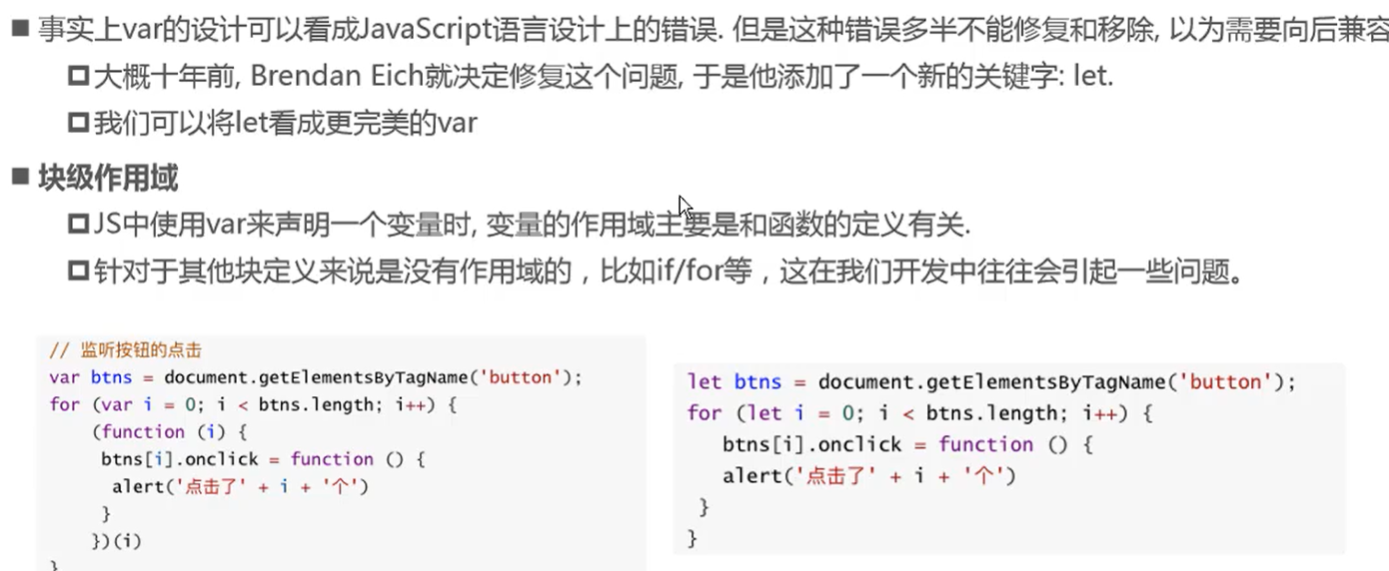 事实上var的设计可以看成JavaScript语言设计上的错误. 但是这种错误多半不能修复和移除, 以为需要向后兼容
大概十年前, Brendan Eich就决定修复这个问题, 于是他添加了一个新的关键字: let.
我们可以将let看成更完美的var
块级作用域
JS中使用var来声明一个变量时, 变量的作用域主要是和函数的定义有关.
针对于其他块定义来说是没有作用域的，比如if/for等，这在我们开发中往往会引起一些问题。
// 监听按钮的点击
var btns = document.getElementsByTagName('button');
for (var i = 0; i < btns.length; i++) {
(function (i) {
btns[i].onclick = function () {
alert('点击了' + i + '个')
}
})(i)
}
let btns = document.getElementsByTagName('button');
for (let i = 0; i < btns.length; i++) {
btns[i].onclick = function () {
alert('点击了' + i + '个')
}
}